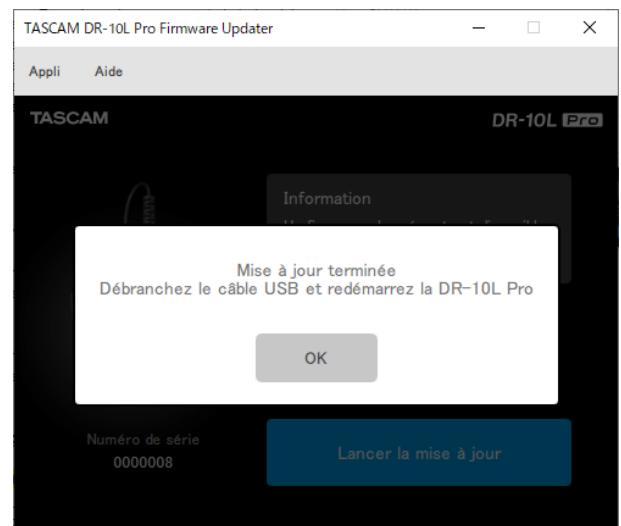 TASCAM DR-10L Pro Firmware Updater
Appli Aide
TASCAM DR-10L Pro
Information
Mise à jour terminée
Débranchez le câble USB et redémarrez la DR-10L Pro
OK
Numéro de série
0000008
Lancer la mise à jour